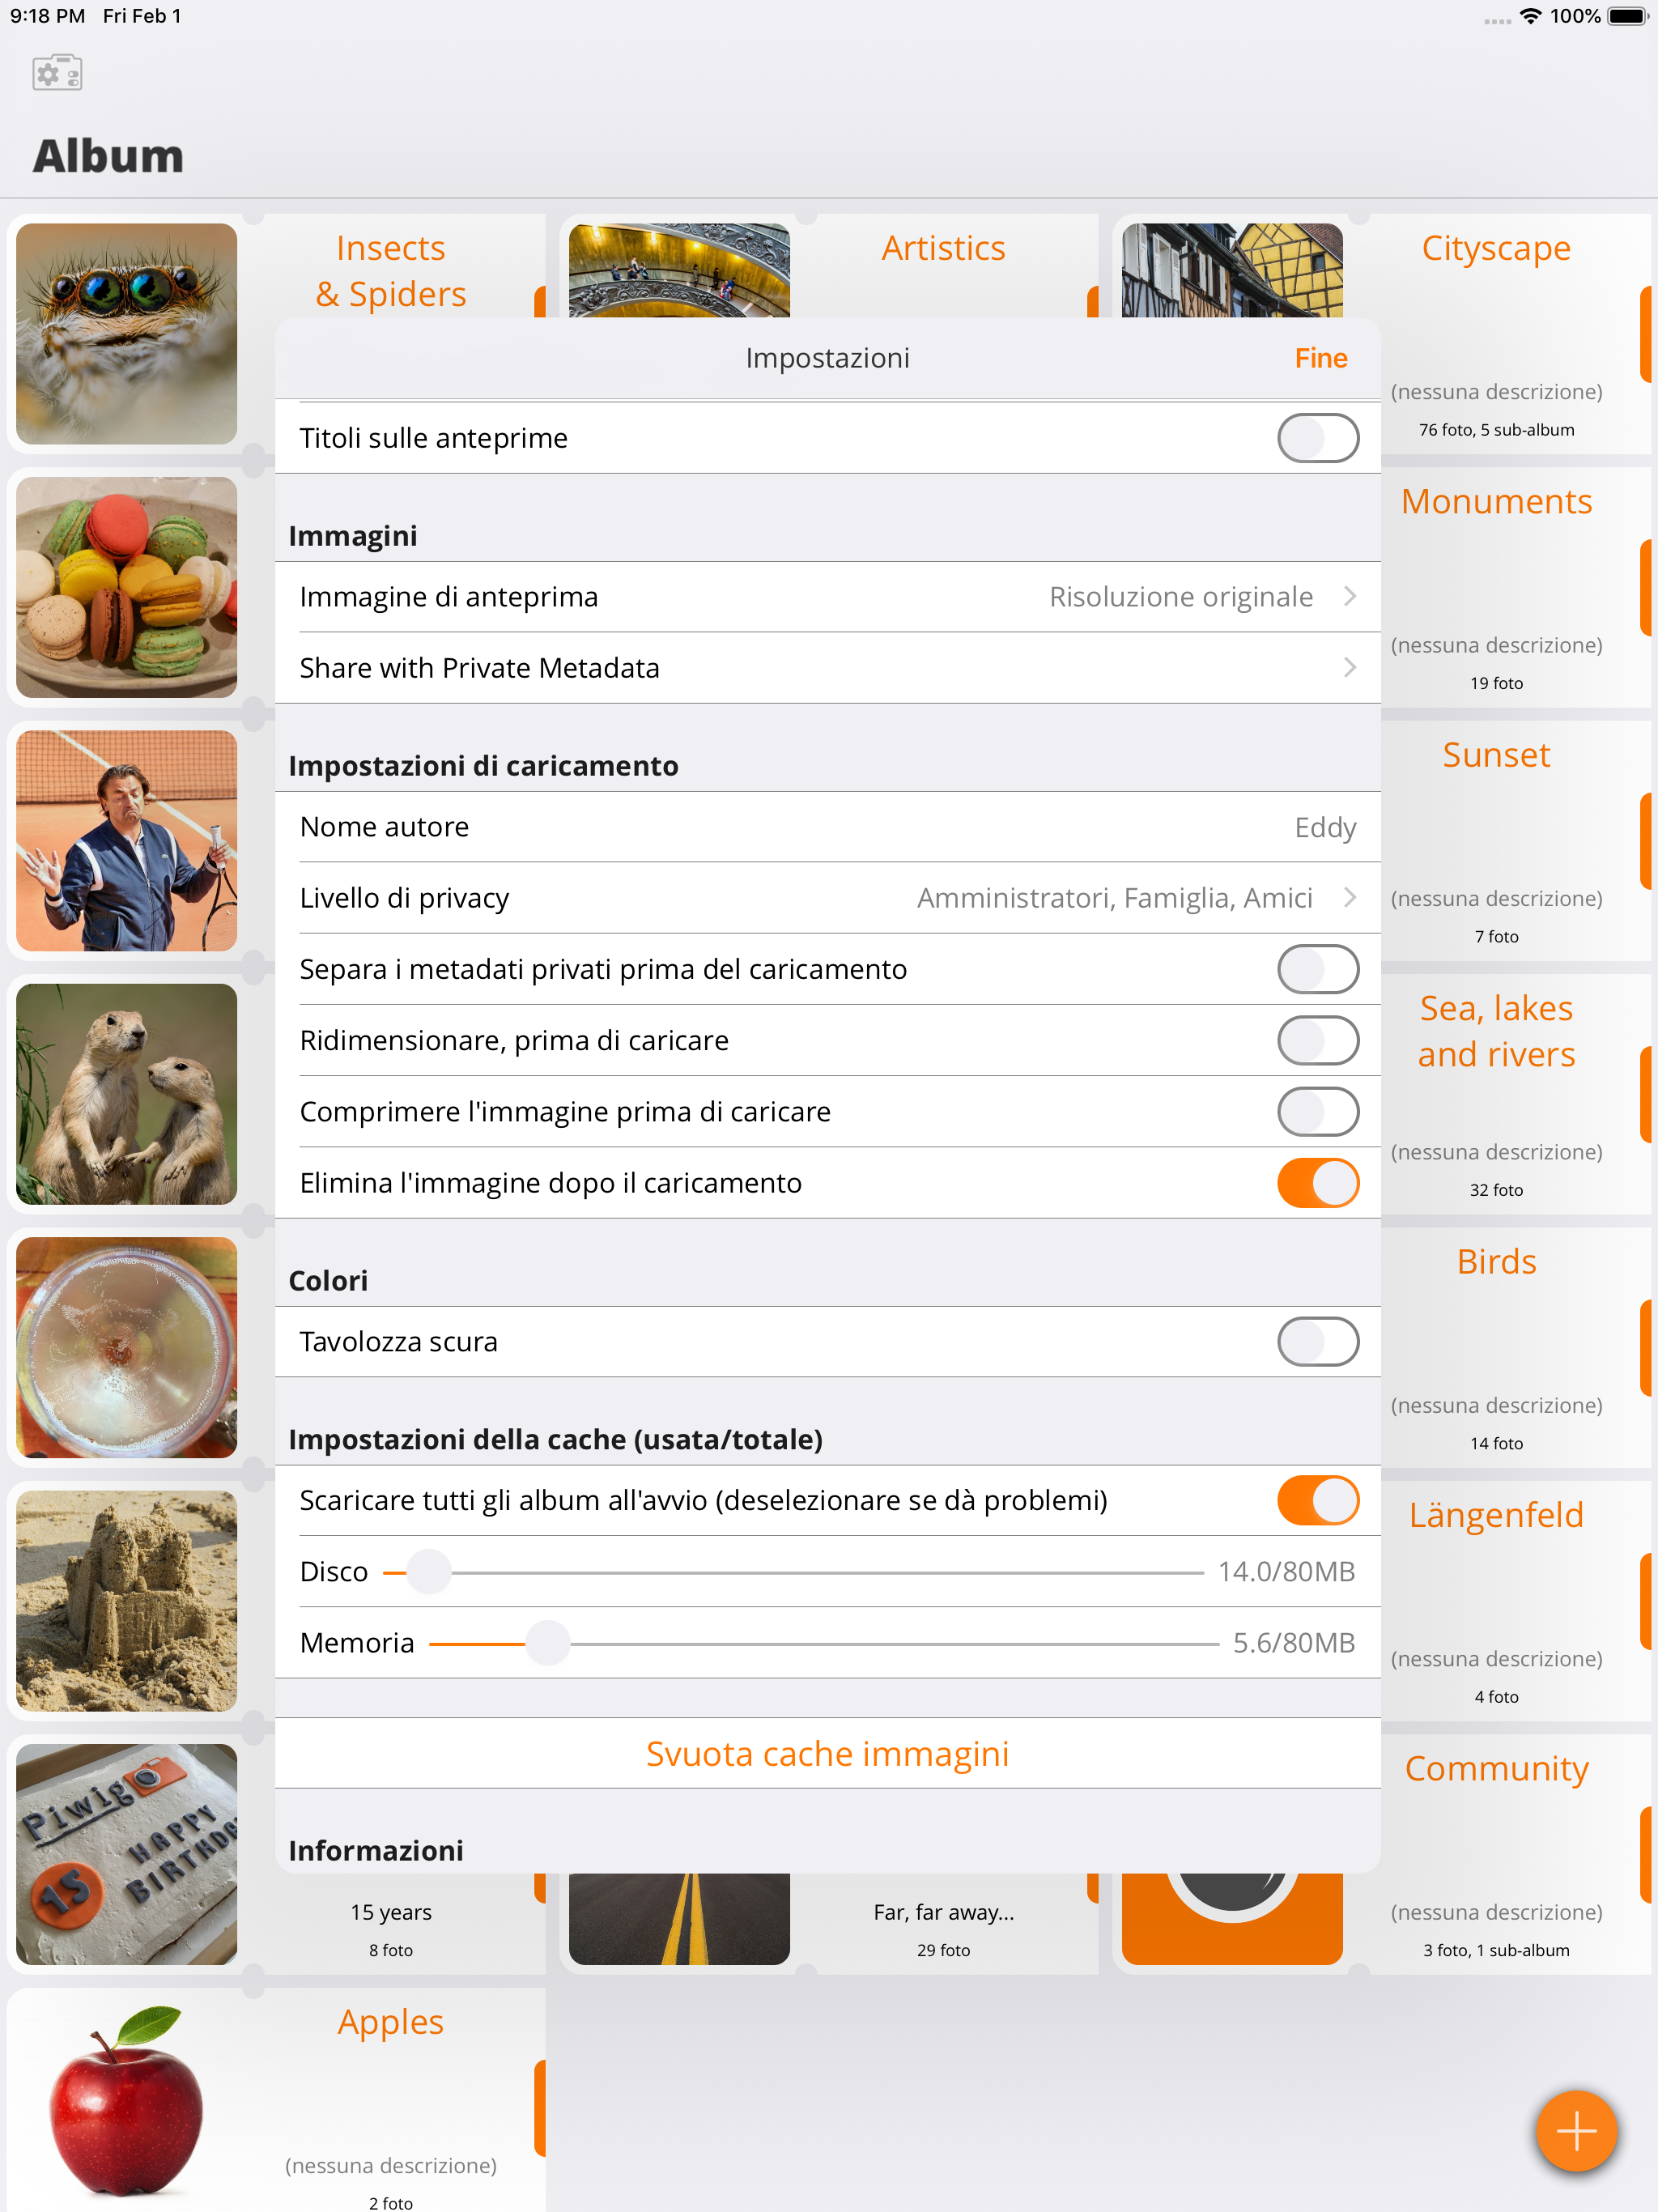 9:18 PM Fri Feb 1
100%
Album
Insects
& Spiders
Artistics
Cityscape
(nessuna descrizione)
76 foto, 5 sub-album
Impostazioni
Fine
Titoli sulle anteprime
Immagini
Immagine di anteprima
Risoluzione originale
Share with Private Metadata
Impostazioni di caricamento
Nome autore
Eddy
Livello di privacy
Amministratori, Famiglia, Amici
Separa i metadati privati prima del caricamento
Ridimensionare, prima di caricare
Comprimere l'immagine prima di caricare
Elimina l'immagine dopo il caricamento
Colori
Tavolozza scura
Impostazioni della cache (usata/totale)
Scaricare tutti gli album all'avvio (deselezionare se dà problemi)
Disco
14.0/80MB
Memoria
5.6/80MB
Svuota cache immagini
Informazioni
Monuments
(nessuna descrizione)
19 foto
Sunset
(nessuna descrizione)
7 foto
Sea, lakes
and rivers
(nessuna descrizione)
32 foto
Birds
(nessuna descrizione)
14 foto
Längenfeld
(nessuna descrizione)
4 foto
Piwig
HAPPY
BIRTHDA
15
15 years
8 foto
Far, far away...
29 foto
Community
(nessuna descrizione)
3 foto, 1 sub-album
Apples
(nessuna descrizione)
2 foto